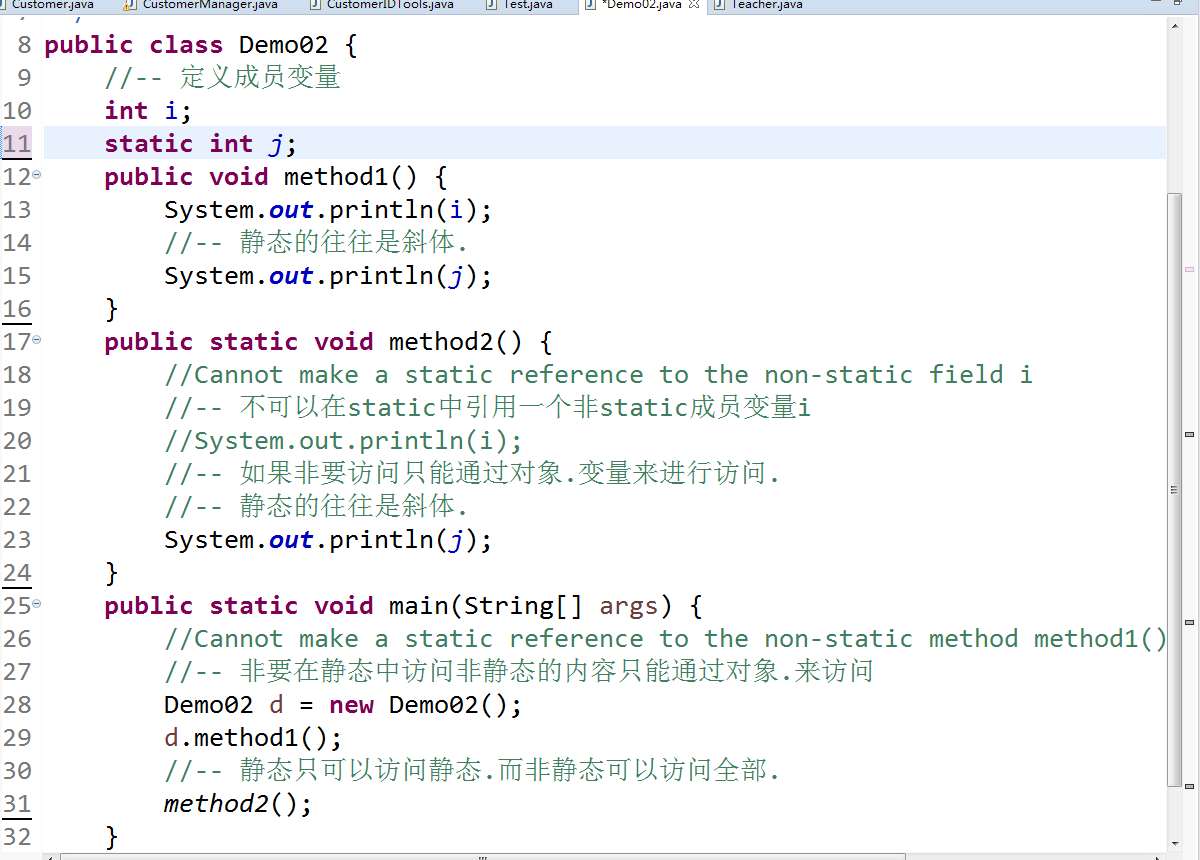 Customer.java CustomerManager.java CustomerIDTools.java Test.java *Demo02.java Teacher.java
8 public class Demo02 {
9 //-- 定义成员变量
10 int i;
11 static int j;
12 public void method1() {
13 System.out.println(i);
14 //-- 静态的往往是斜体.
15 System.out.println(j);
16 }
17 public static void method2() {
18 //Cannot make a static reference to the non-static field i
19 //-- 不可以在static中引用一个非static成员变量i
20 //System.out.println(i);
21 //-- 如果非要访问只能通过对象.变量来进行访问.
22 //-- 静态的往往是斜体.
23 System.out.println(j);
24 }
25 public static void main(String[] args) {
26 //Cannot make a static reference to the non-static method method1()
27 //-- 非要在静态中访问非静态的内容只能通过对象.来访问
28 Demo02 d = new Demo02();
29 d.method1();
30 //-- 静态只可以访问静态.而非静态可以访问全部.
31 method2();
32 }